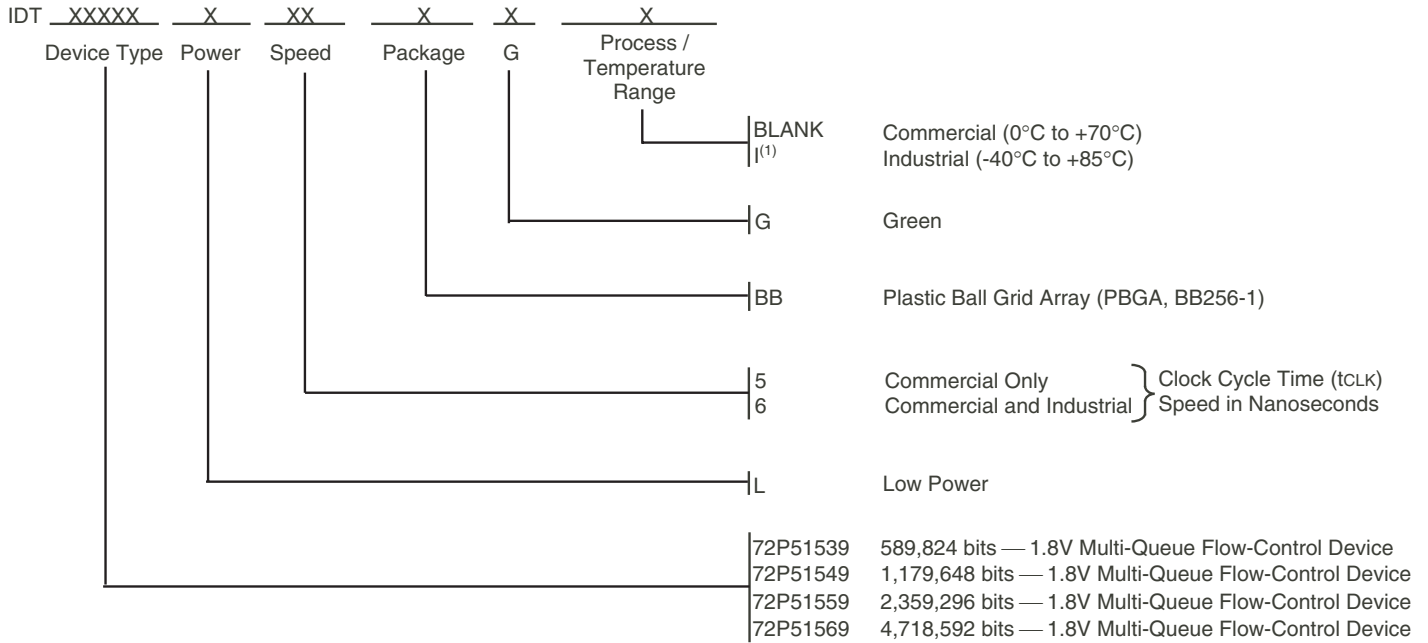 IDT XXXXX X XX X X X
Device Type Power Speed Package G Process /
Temperature
Range
BLANK Commercial (0°C to +70°C)
I(1) Industrial (-40°C to +85°C)
G Green
BB Plastic Ball Grid Array (PBGA, BB256-1)
5 Commercial Only Clock Cycle Time (tCLK)
6 Commercial and Industrial Speed in Nanoseconds
L Low Power
72P51539 589,824 bits — 1.8V Multi-Queue Flow-Control Device
72P51549 1,179,648 bits — 1.8V Multi-Queue Flow-Control Device
72P51559 2,359,296 bits — 1.8V Multi-Queue Flow-Control Device
72P51569 4,718,592 bits — 1.8V Multi-Queue Flow-Control Device